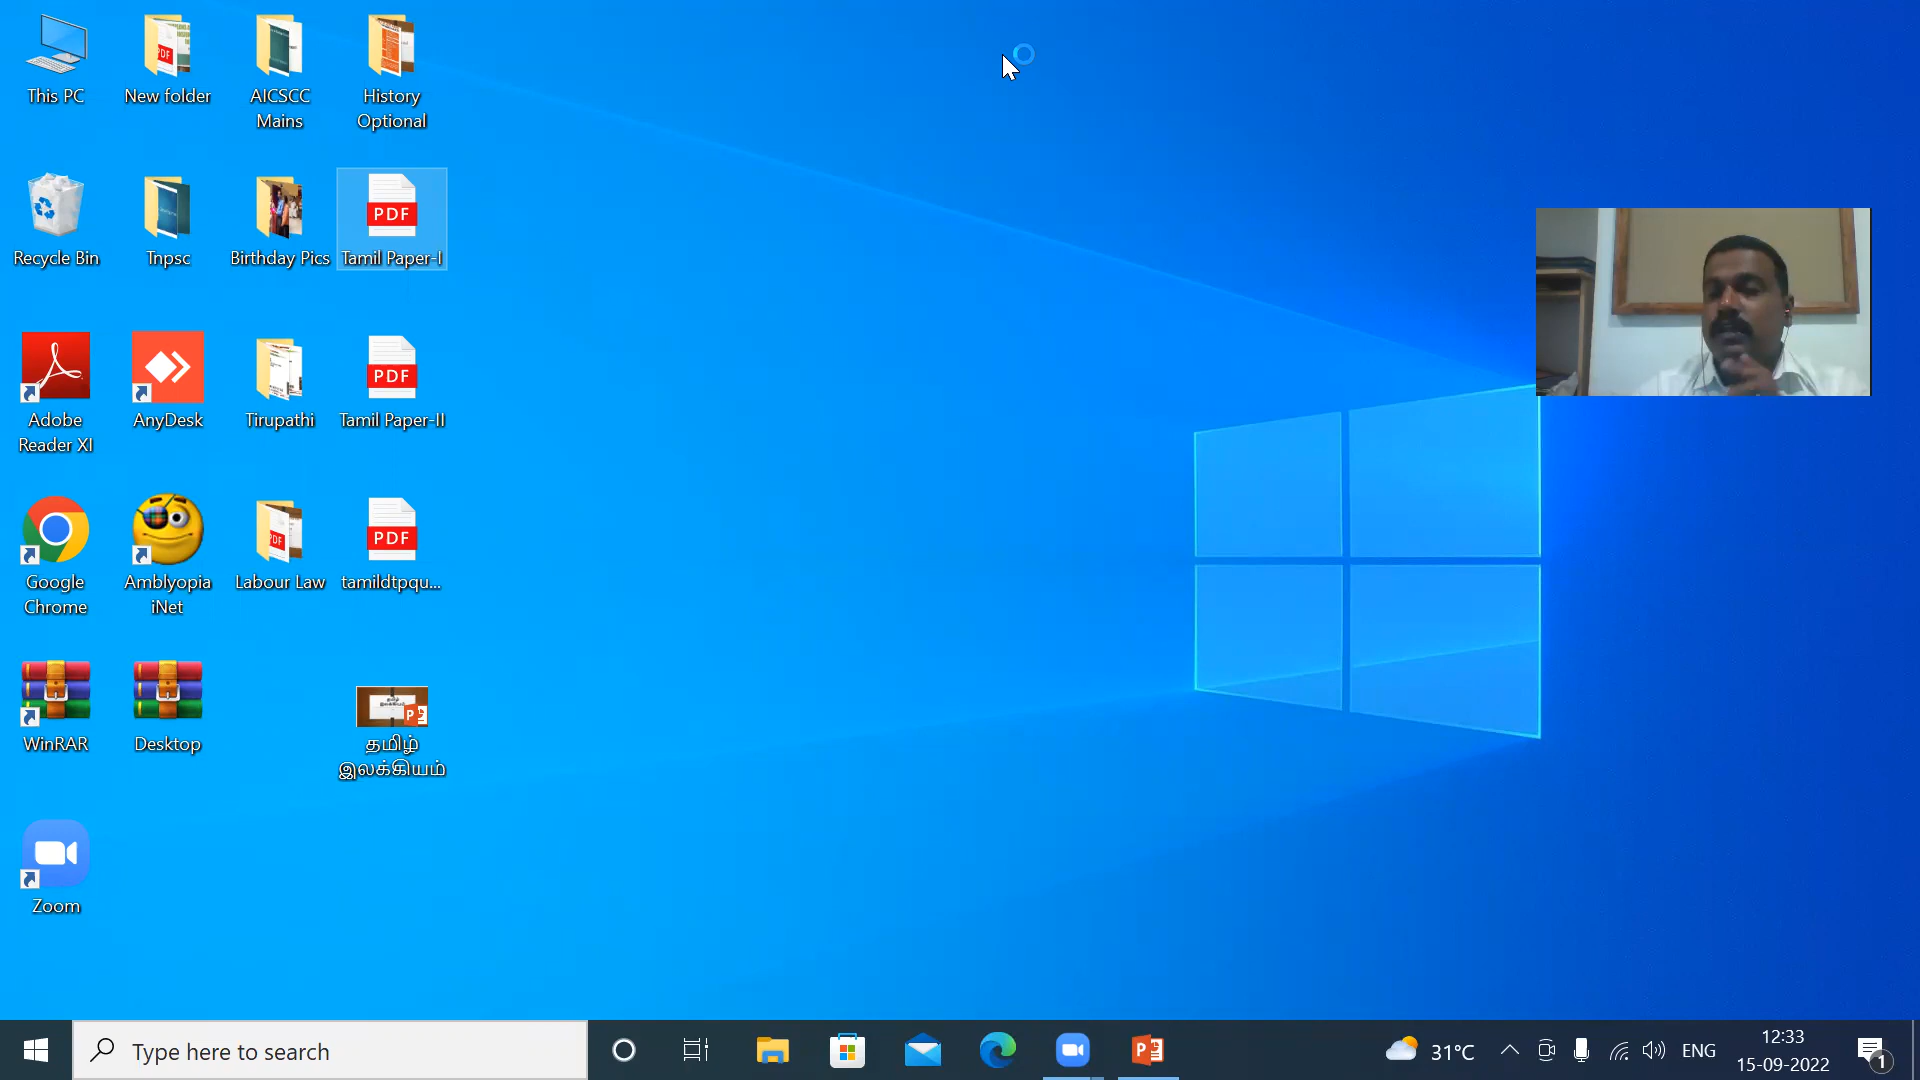 This PC
New folder
AICSCC
Mains
History
Optional
Recycle Bin
Tnpsc
Birthday Pics
PDF
Tamil Paper-I
Adobe
Reader XI
AnyDesk
Tirupathi
PDF
Tamil Paper-II
Google
Chrome
Amblyopia
iNet
PDF
Labour Law
PDF
tamildtpqu...
WinRAR
Desktop
தமிழ்
இலக்கியம்
Zoom
Type here to search
31°C
ENG
12:33
15-09-2022
1